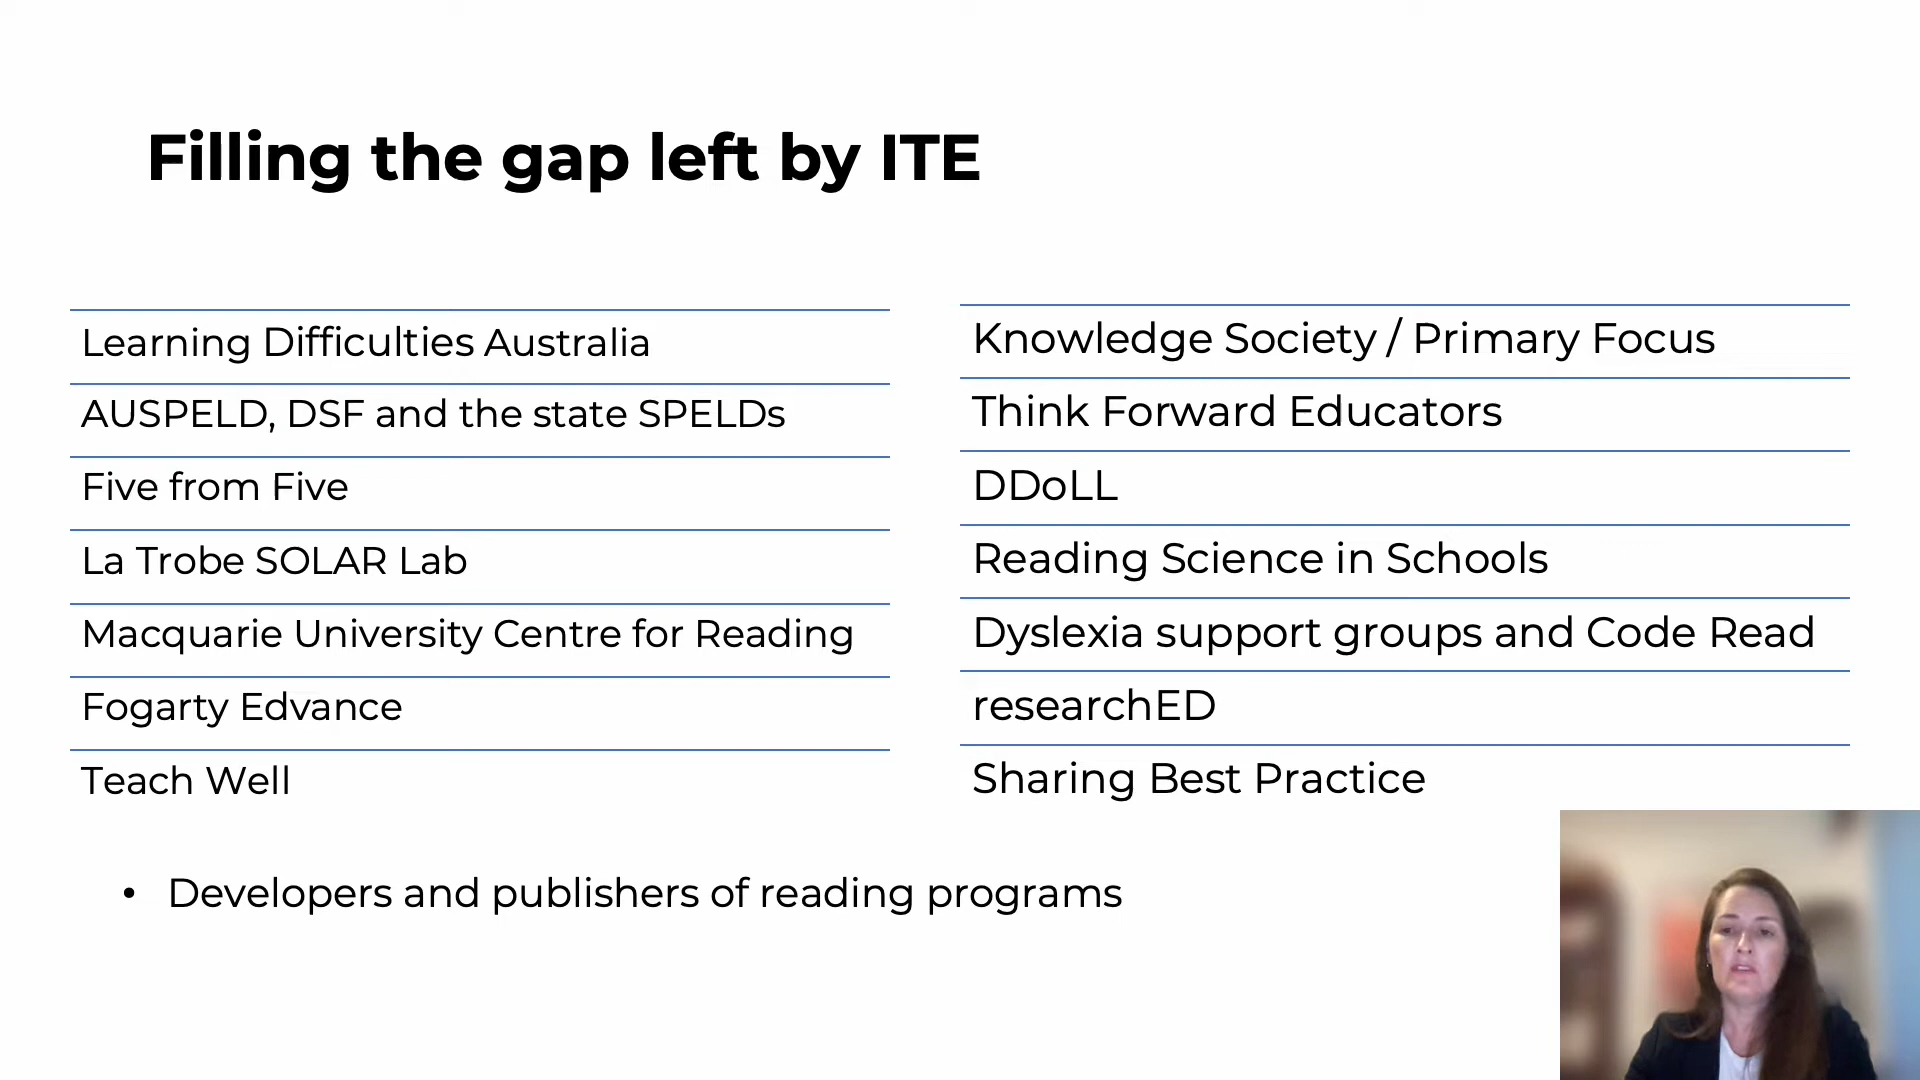 Filling the gap left by ITE
Learning Difficulties Australia
AUSPELD, DSF and the state SPELDs
Five from Five
La Trobe SOLAR Lab
Macquarie University Centre for Reading
Fogarty Edvance
Teach Well
Knowledge Society / Primary Focus
Think Forward Educators
DDoLL
Reading Science in Schools
Dyslexia support groups and Code Read
researchED
Sharing Best Practice
• Developers and publishers of reading programs